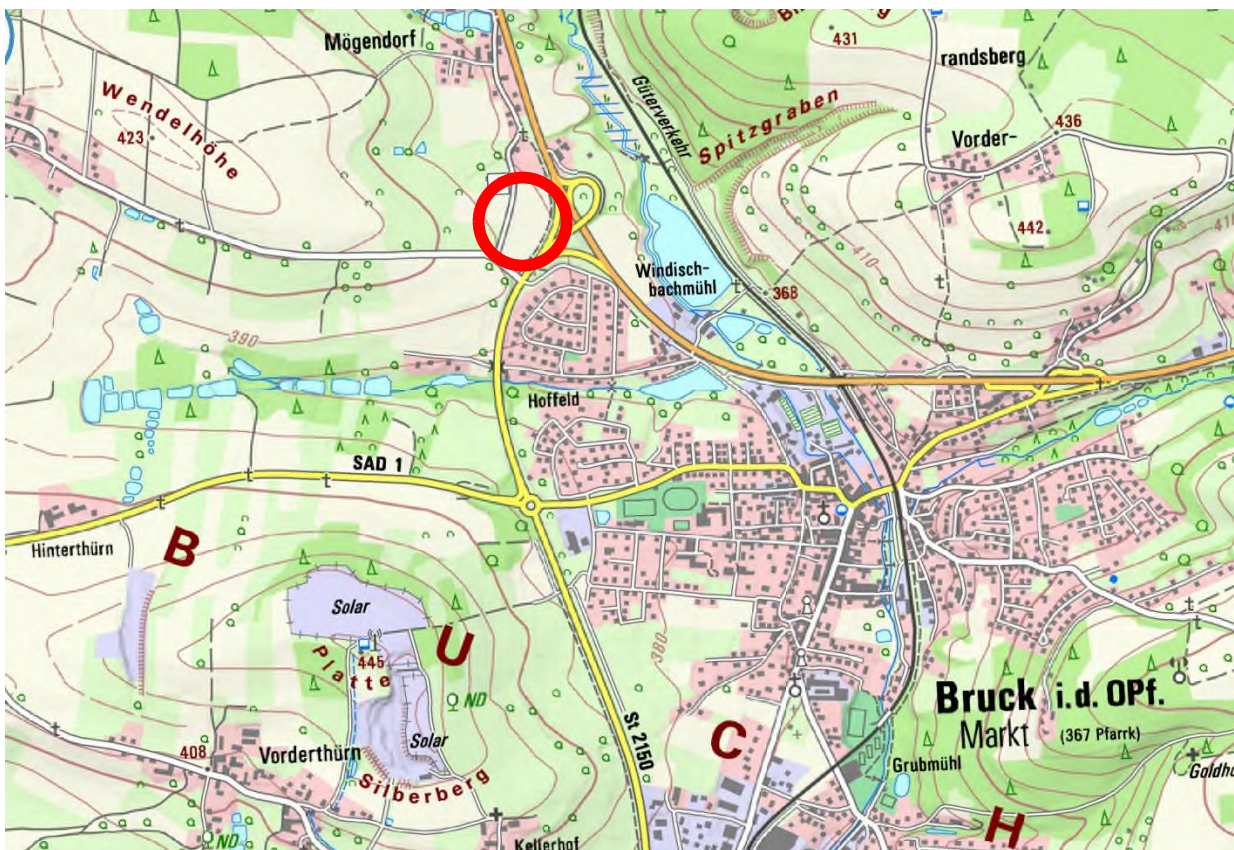 Mögendorf
431
randsberg
Güterverkehr
Wendelhöhe
423
Spitzgraben
436
Vorder-
442
410
Windisch-
bachmühl
368
390
Hoffeld
SAD 1
Hinterthürn
B
Solar
U
445
Platte
ND
380
St 2150
Bruck i.d. OPf.
Markt
(367 Pfarrk)
C
408
Vorderthürn
Solar
Silberberg
Grubmühl
Goldho
H
ND
Kellerhof